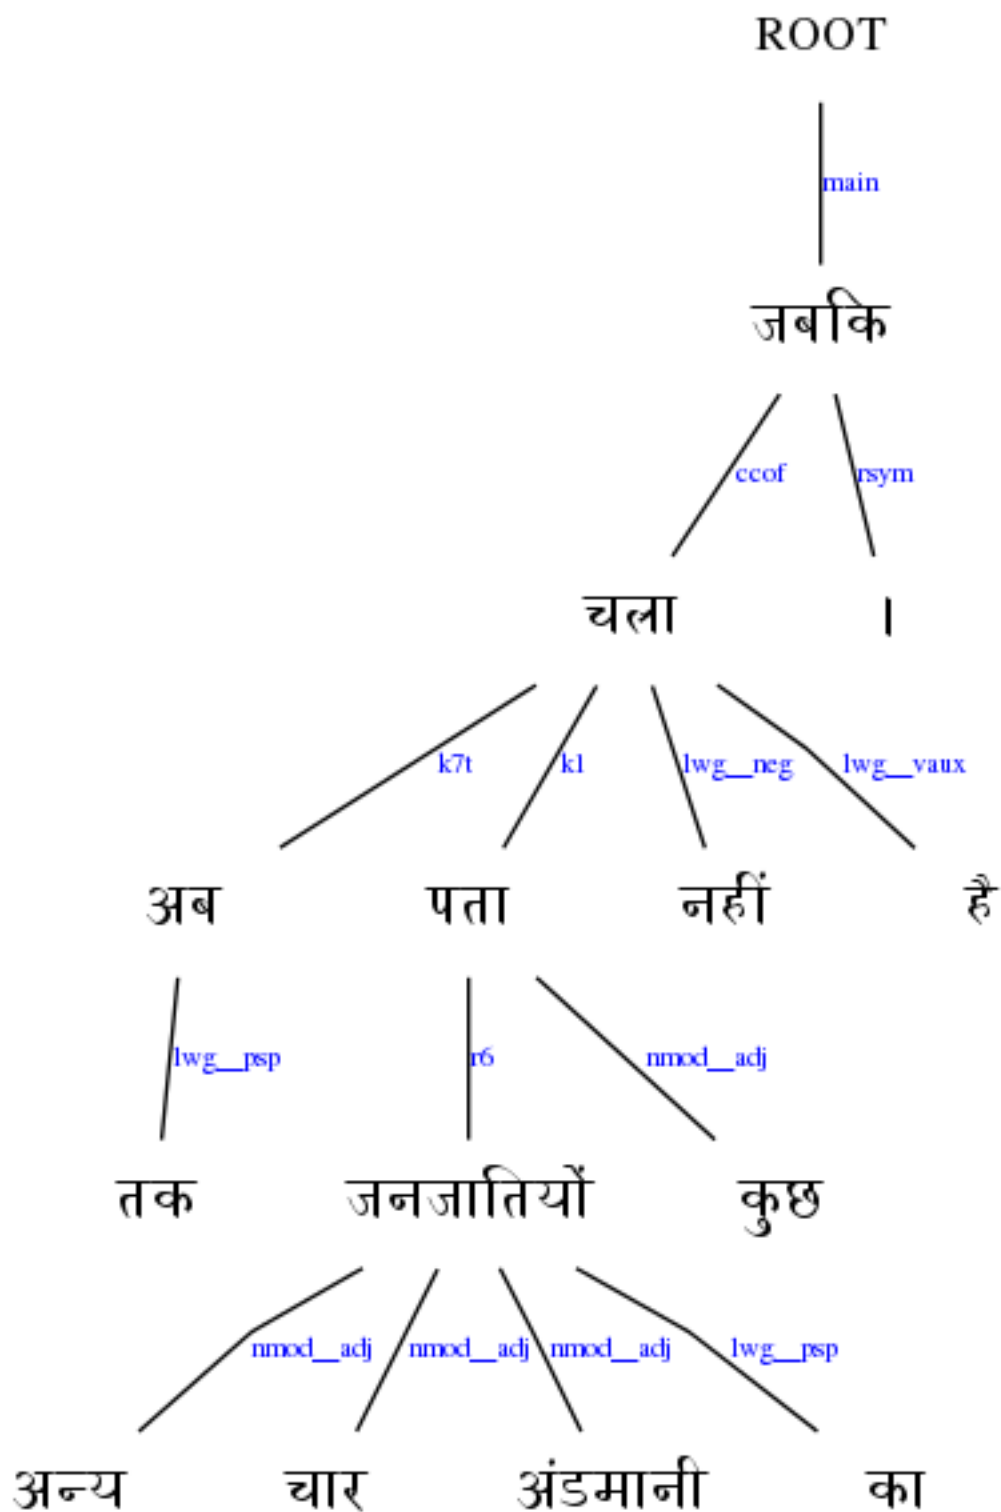 ROOT
main
जबकि
ccof rsym
चला ।
k7t k1 lwg__neg lwg__vaux
अब पता नहीं है
lwg__psp r6 nmod__adj
तक जनजातियों कुछ
nmod__adj nmod__adj nmod__adj lwg__psp
अन्य चार अंडमानी का